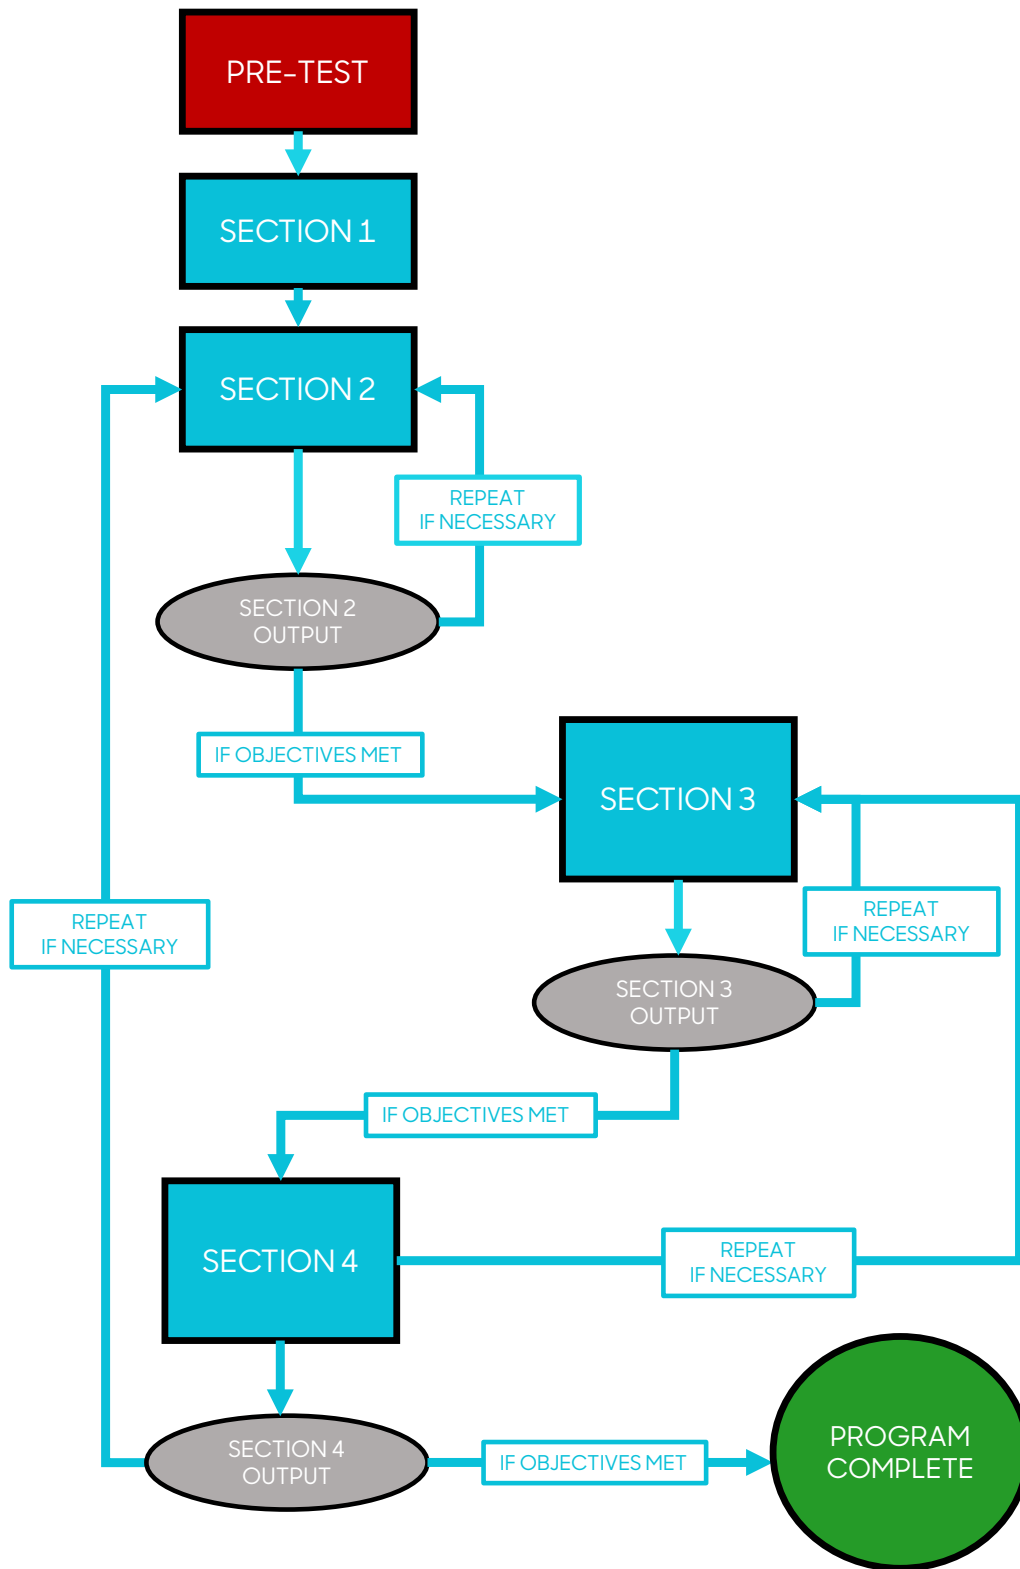 PRE-TEST
SECTION 1
SECTION 2
REPEAT
IF NECESSARY
SECTION 2
OUTPUT
IF OBJECTIVES MET
SECTION 3
REPEAT
IF NECESSARY
REPEAT
IF NECESSARY
SECTION 3
OUTPUT
IF OBJECTIVES MET
SECTION 4
REPEAT
IF NECESSARY
SECTION 4
OUTPUT
IF OBJECTIVES MET
PROGRAM
COMPLETE